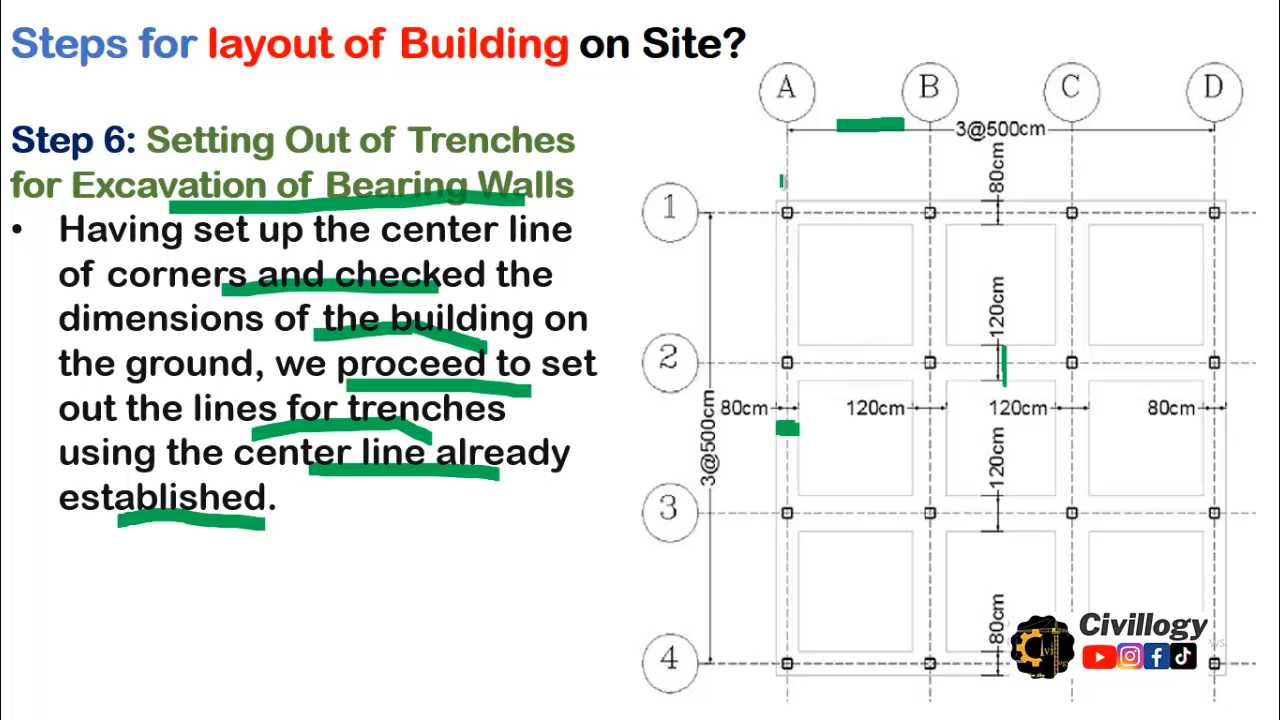 Steps for layout of Building on Site?
Step 6: Setting Out of Trenches
for Excavation of Bearing Walls
• Having set up the center line
of corners and checked the
dimensions of the building on
the ground, we proceed to set
out the lines for trenches
using the center line already
established.
A B C D
3@500cm
80cm
1
120cm
2
3@500cm
80cm 120cm 120cm 80cm
120cm
3
80cm
4
Civillogy